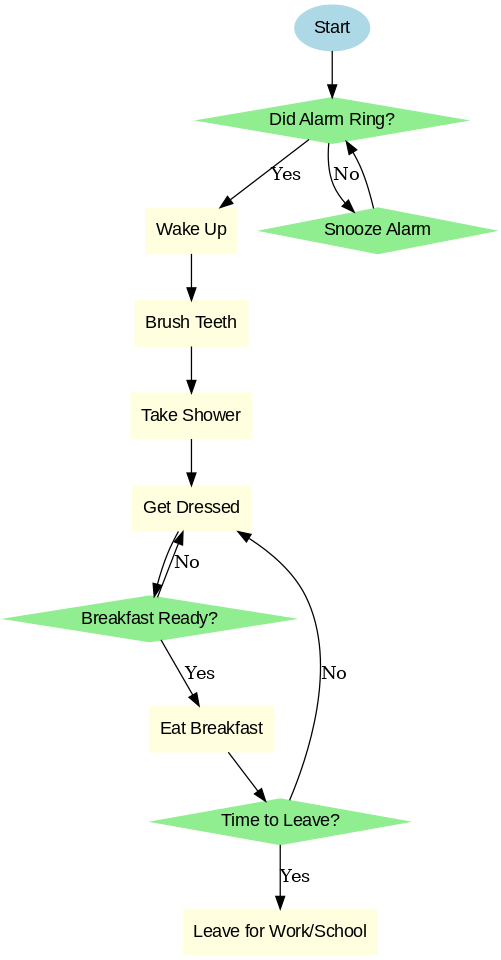 Start
Did Alarm Ring?
Yes
No
Wake Up
Snooze Alarm
Brush Teeth
Take Shower
Get Dressed
No
Breakfast Ready?
Yes
No
Eat Breakfast
Time to Leave?
Yes
Leave for Work/School